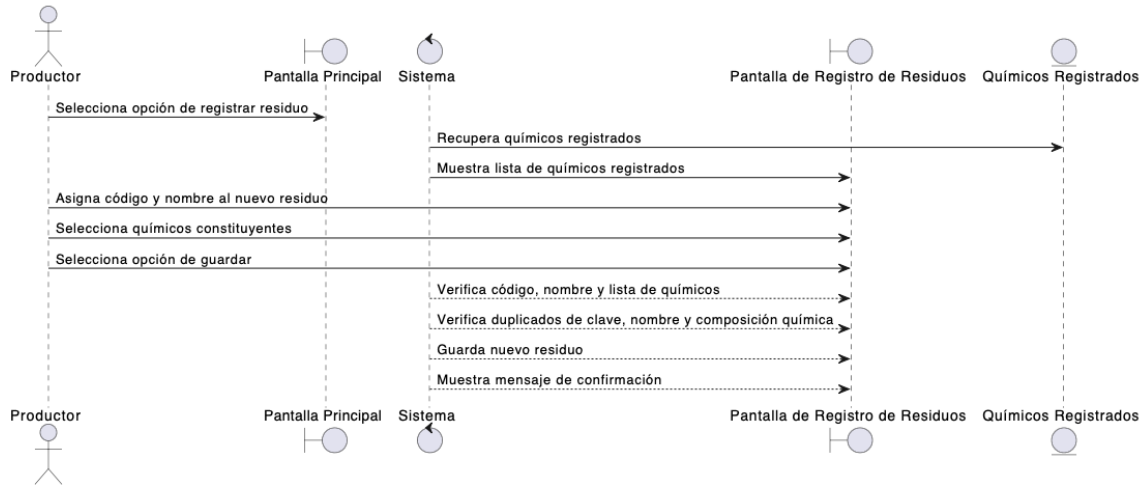 Productor
Pantalla Principal
Sistema
Pantalla de Registro de Residuos
Químicos Registrados
Selecciona opción de registrar residuo
Recupera químicos registrados
Muestra lista de químicos registrados
Asigna código y nombre al nuevo residuo
Selecciona químicos constituyentes
Selecciona opción de guardar
Verifica código, nombre y lista de químicos
Verifica duplicados de clave, nombre y composición química
Guarda nuevo residuo
Muestra mensaje de confirmación
Productor
Pantalla Principal
Sistema
Pantalla de Registro de Residuos
Químicos Registrados